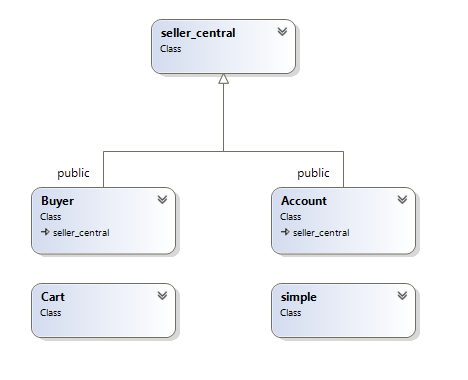 seller_central
Class
public
public
Buyer
Class
seller_central
Account
Class
seller_central
Cart
Class
simple
Class